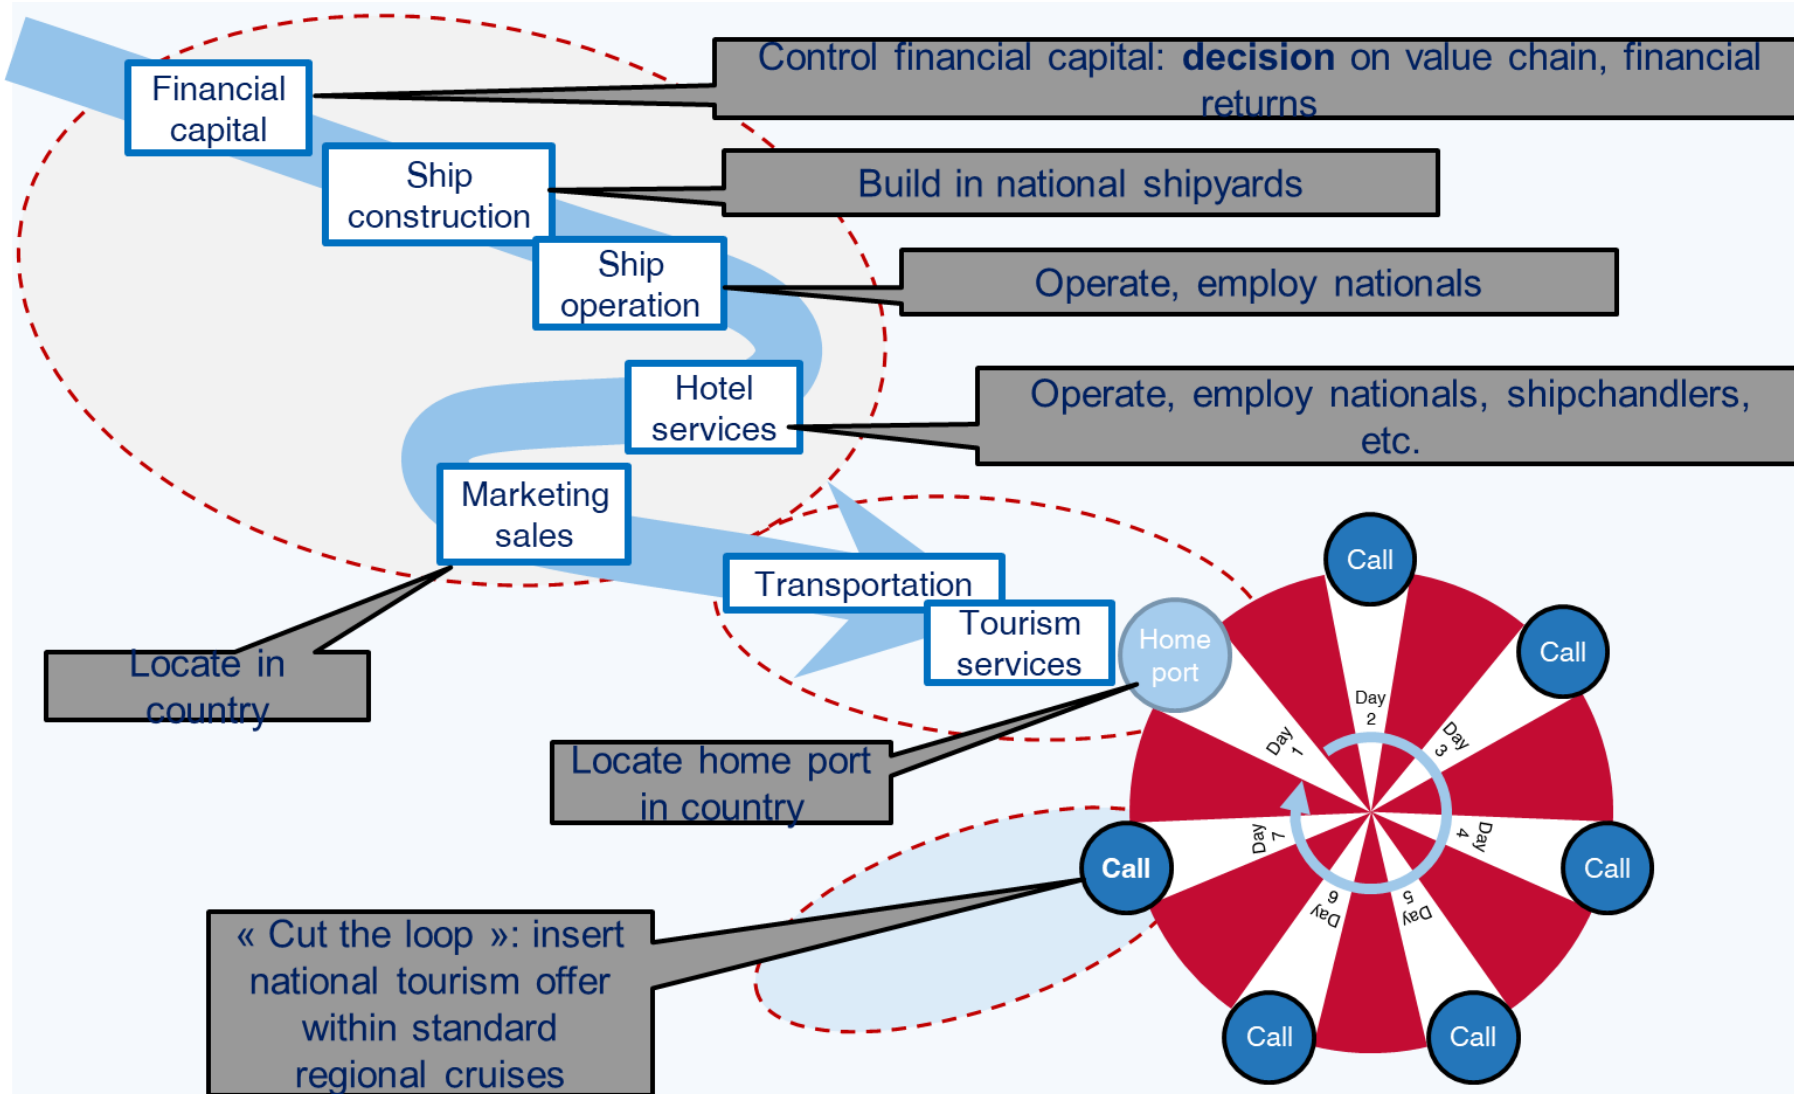 Financial
capital
Control financial capital: decision on value chain, financial
returns
Ship
construction
Build in national shipyards
Ship
operation
Operate, employ nationals
Hotel
services
Operate, employ nationals, shipchandlers,
etc.
Marketing
sales
Locate in
country
Transportation
Tourism
services
Home
port
Locate home port
in country
Call
Call
Call
Call
Call
Call
Day
1
Day
2
Day
3
Day
4
Day
5
Day
6
Day
7
« Cut the loop »: insert
national tourism offer
within standard
regional cruises